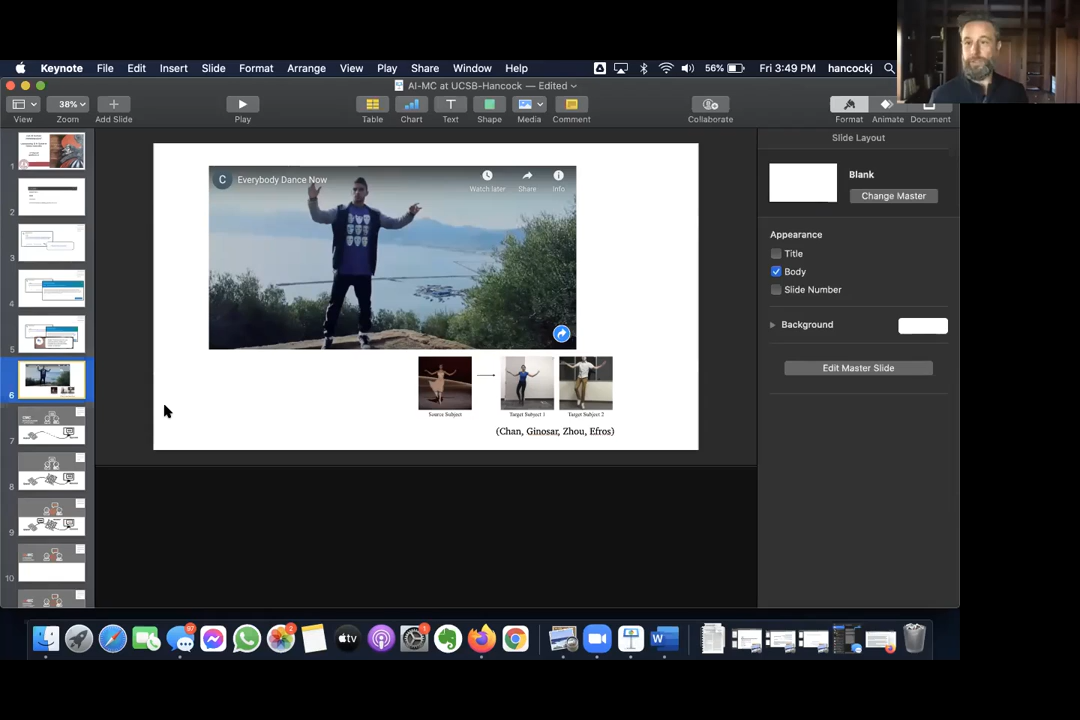 Keynote File Edit Insert Slide Format Arrange View Play Share Window Help 56% Fri 3:49 PM hancockj
AI-MC at UCSB-Hancock — Edited
38%
View Zoom Add Slide Play Table Chart Text Shape Media Comment Collaborate Format Animate Document
Slide Layout
Blank
Change Master
Appearance
Title
Body
Slide Number
Background
Edit Master Slide
C Everybody Dance Now
Watch later Share Info
Source Subject Target Subject 1 Target Subject 2
(Chan, Ginosar, Zhou, Efros)
1
2
3
4
5
6
7
8
9
10
97
2
1
tv
W